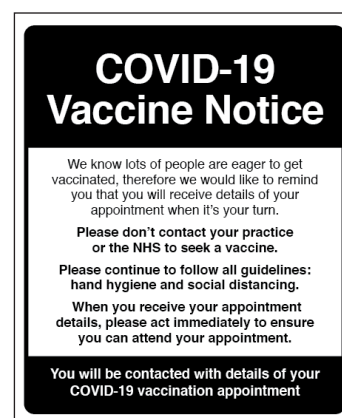 COVID-19
Vaccine Notice
We know lots of people are eager to get
vaccinated, therefore we would like to remind
you that you will receive details of your
appointment when it's your turn.
Please don't contact your practice
or the NHS to seek a vaccine.
Please continue to follow all guidelines:
hand hygiene and social distancing.
When you receive your appointment
details, please act immediately to ensure
you can attend your appointment.
You will be contacted with details of your
COVID-19 vaccination appointment